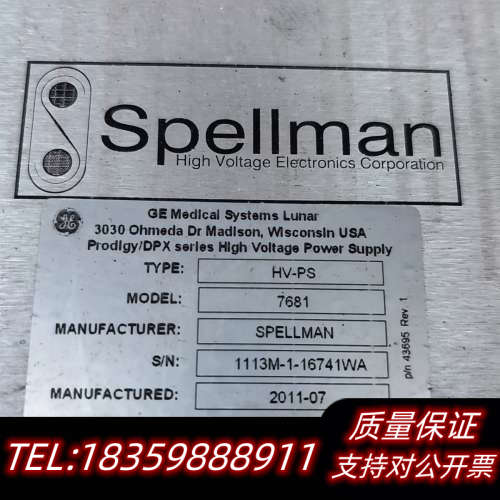 Spellman
High Voltage Electronics Corporation
GE
GE Medical Systems Lunar
3030 Ohmeda Dr Madison, Wisconsin USA
Prodigy/DPX series High Voltage Power Supply
TYPE: HV-PS
MODEL: 7681
MANUFACTURER: SPELLMAN
S/N: 1113M-1-16741WA
MANUFACTURED: 2011-07
p/n 43695 Rev 1
TEL:18359888911
质量保证
支持对公开票